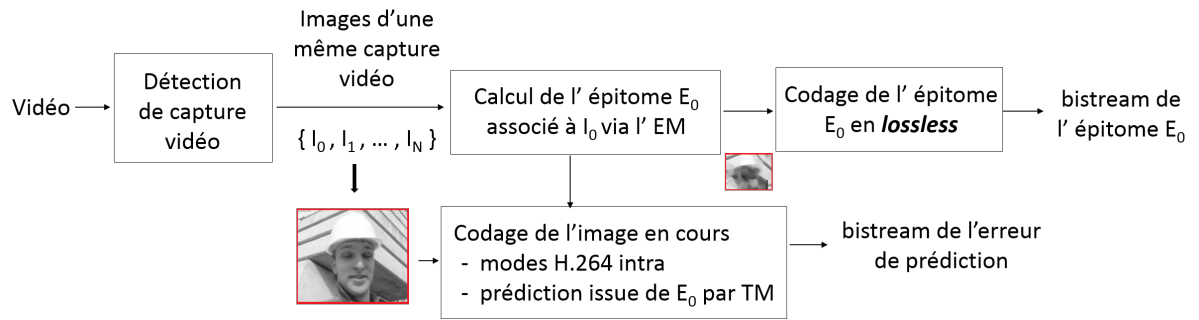 Images d'une
même capture
vidéo
Vidéo
Détection
de capture
vidéo
{ I0 , I1 , ... , IN }
Calcul de l' épitome E0
associé à I0 via l' EM
Codage de l' épitome
E0 en lossless
bistream de
l' épitome E0
Codage de l'image en cours
- modes H.264 intra
- prédiction issue de E0 par TM
bistream de l'erreur
de prédiction